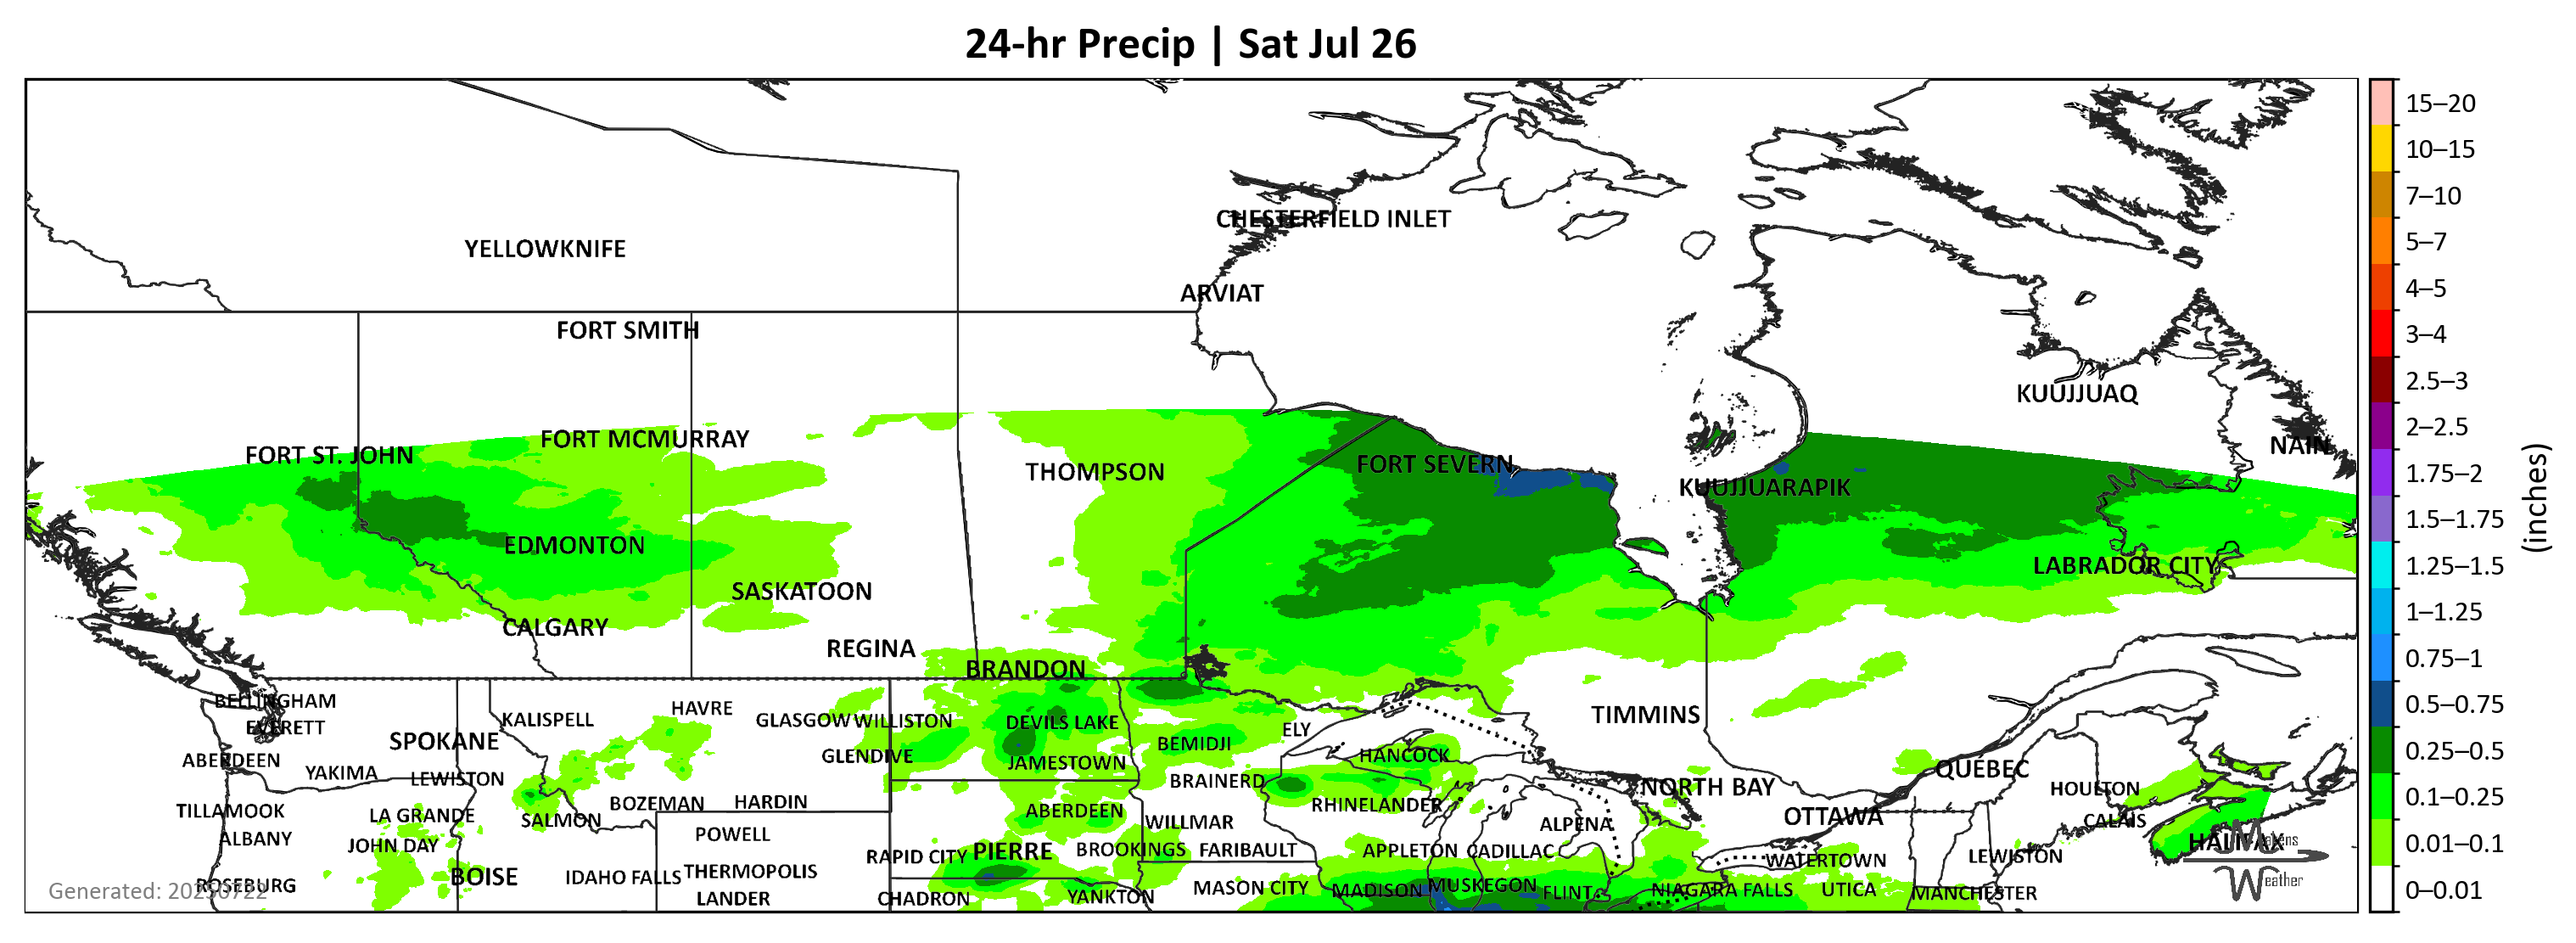 24-hr Precip | Sat Jul 26
CHESTERFIELD INLET
YELLOWKNIFE
ARVIAT
FORT SMITH
KUUJJUAQ
FORT MCMURRAY
NAIN
FORT ST. JOHN
FORT SEVERN
THOMPSON
KUUJJUARAPIK
EDMONTON
LABRADOR CITY
SASKATOON
CALGARY
REGINA
BRANDON
BELLINGHAM
HAVRE
TIMMINS
KALISPELL
GLASGOW WILLISTON
DEVILS LAKE
EVERETT
ELY
SPOKANE
BEMIDJI
HANCOCK
GLENDIVE
ABERDEEN
JAMESTOWN
QUÉBEC
YAKIMA
LEWISTON
BRAINERD
NORTH BAY
HOULTON
BOZEMAN
HARDIN
RHINELANDER
TILLAMOOK
LA GRANDE
ABERDEEN
OTTAWA
SALMON
WILLMAR
ALPENA
CALAIS
ALBANY
POWELL
HALIFAX
JOHN DAY
RAPID CITY
PIERRE
BROOKINGS
FARIBAULT
APPLETON
CADILLAC
WATERTOWN
LEWISTON
BOISE
IDAHO FALLS
THERMOPOLIS
ROSEBURG
MASON CITY
MADISON
MUSKEGON
FLINT
NIAGARA FALLS
UTICA
MANCHESTER
LANDER
CHADRON
YANKTON
Generated: 20250722
Mavens
Weather
15–20
10–15
7–10
5–7
4–5
3–4
2.5–3
2–2.5
1.75–2
1.5–1.75
1.25–1.5
1–1.25
0.75–1
0.5–0.75
0.25–0.5
0.1–0.25
0.01–0.1
0–0.01
(inches)